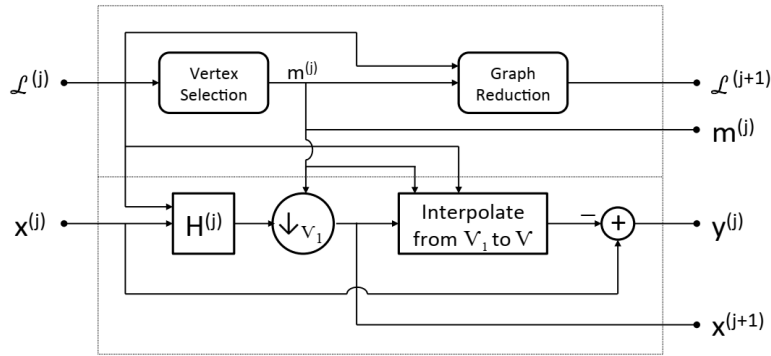 ℒ(j)
Vertex
Selection
m(j)
Graph
Reduction
ℒ(j+1)
m(j)
x(j)
H(j)
↓V1
Interpolate
from V1 to V
−
+
y(j)
x(j+1)